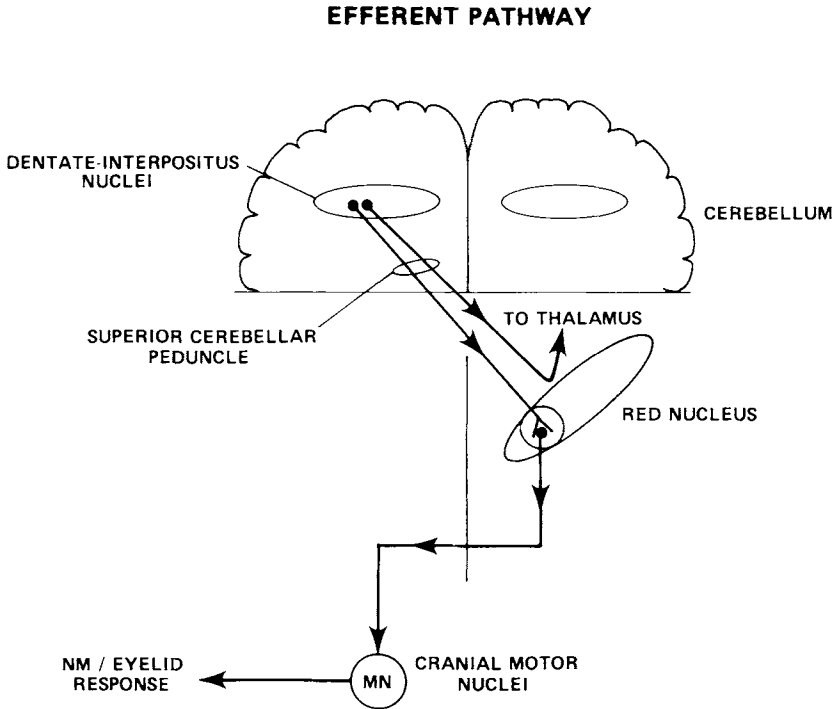 EFFERENT PATHWAY
DENTATE-INTERPOSITUS
NUCLEI
CEREBELLUM
SUPERIOR CEREBELLAR
PEDUNCLE
TO THALAMUS
RED NUCLEUS
NM / EYELID
RESPONSE
MN
CRANIAL MOTOR
NUCLEI